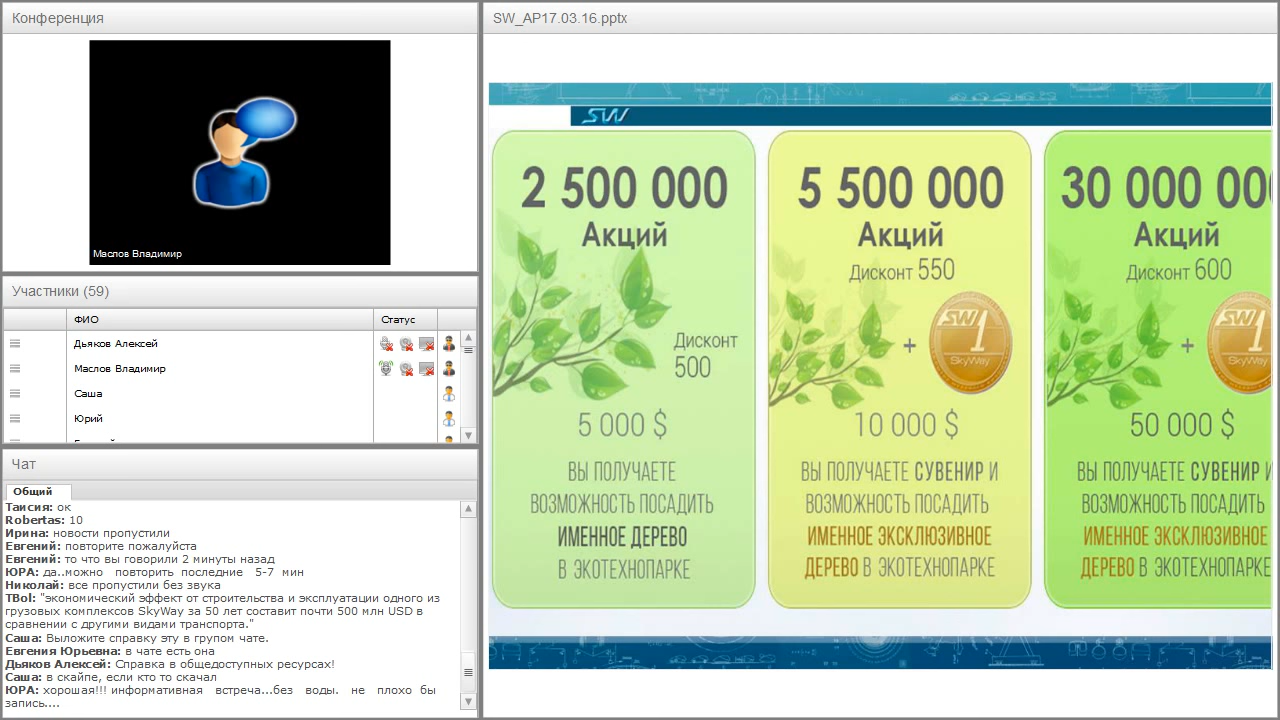 Конференция
Маслов Владимир
Участники (59)
ФИО
Статус
Дьяков Алексей
Маслов Владимир
Саша
Юрий
Чат
Общий
Таисия: ок
Robertas: 10
Ирина: новости пропустили
Евгений: повторите пожалуйста
Евгений: то что вы говорили 2 минуты назад
ЮРА: да..можно повторить последние 5-7 мин
Николай: все пропустили без звука
TBol: "экономический эффект от строительства и эксплуатации одного из
грузовых комплексов SkyWay за 50 лет составит почти 500 млн USD в
сравнении с другими видами транспорта."
Саша: Выложите справку эту в групом чате.
Евгения Юрьевна: в чате есть она
Дьяков Алексей: Справка в общедоступных ресурсах!
Саша: в скайпе, если кто то скачал
ЮРА: хорошая!!! информативная встреча...без воды. не плохо бы
запись....
SW_AP17.03.16.pptx
SW
2 500 000
Акций
Дисконт
500
5 000 $
ВЫ ПОЛУЧАЕТЕ
ВОЗМОЖНОСТЬ ПОСАДИТЬ
ИМЕННОЕ ДЕРЕВО
В ЭКОТЕХНОПАРКЕ
5 500 000
Акций
Дисконт 550
+
SW 1
SkyWay
10 000 $
ВЫ ПОЛУЧАЕТЕ СУВЕНИР И
ВОЗМОЖНОСТЬ ПОСАДИТЬ
ИМЕННОЕ ЭКСКЛЮЗИВНОЕ
ДЕРЕВО В ЭКОТЕХНОПАРКЕ
30 000 00
Акций
Дисконт 600
+
SW 1
SkyWay
50 000 $
ВЫ ПОЛУЧАЕТЕ СУВЕНИР И
ВОЗМОЖНОСТЬ ПОСАДИТЬ
ИМЕННОЕ ЭКСКЛЮЗИВНОЕ
ДЕРЕВО В ЭКОТЕХНОПАРКЕ